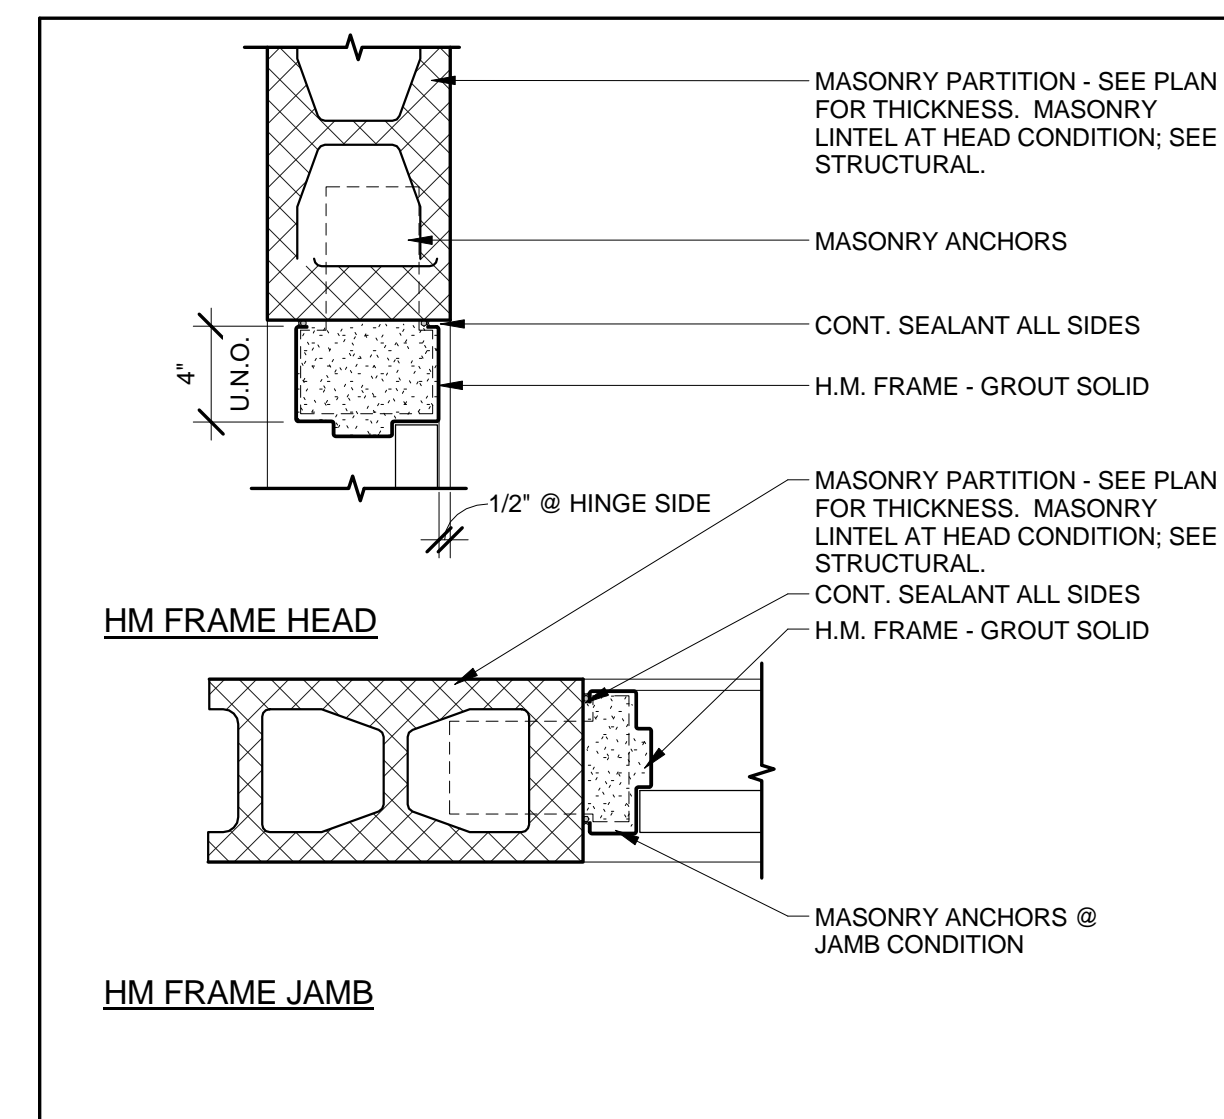 MASONRY PARTITION - SEE PLAN
FOR THICKNESS.  MASONRY
LINTEL AT HEAD CONDITION; SEE
STRUCTURAL.
MASONRY ANCHORS
CONT. SEALANT ALL SIDES
4"
U.N.O.
H.M. FRAME - GROUT SOLID
1/2" @ HINGE SIDE
MASONRY PARTITION - SEE PLAN
FOR THICKNESS.  MASONRY
LINTEL AT HEAD CONDITION; SEE
STRUCTURAL.
CONT. SEALANT ALL SIDES
H.M. FRAME - GROUT SOLID
HM FRAME HEAD
MASONRY ANCHORS @
JAMB CONDITION
HM FRAME JAMB